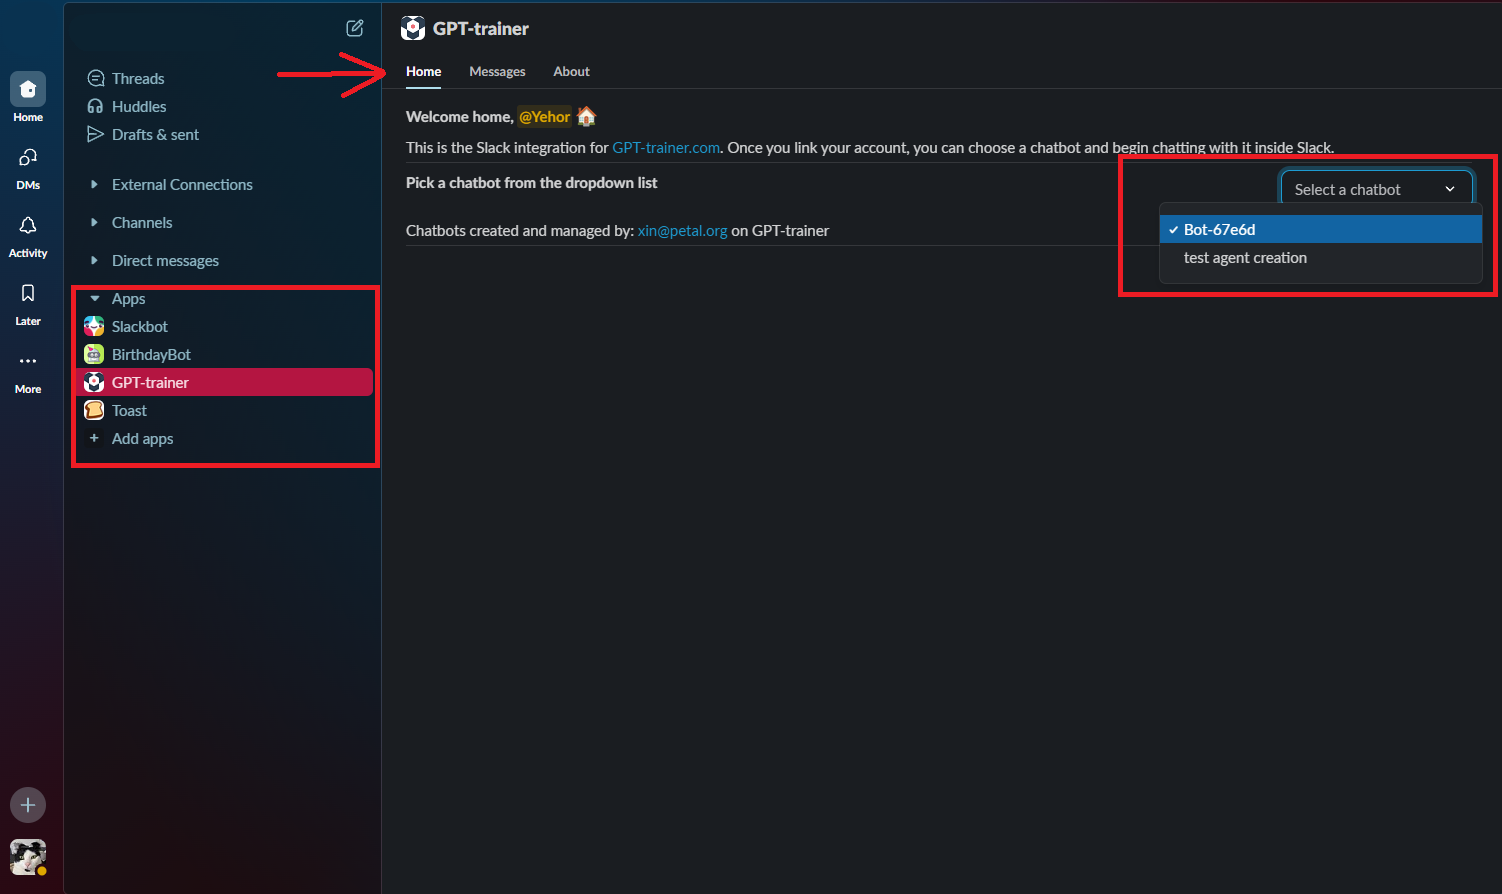 Home
DMs
Activity
Later
More
Threads
Huddles
Drafts & sent
External Connections
Channels
Direct messages
Apps
Slackbot
BirthdayBot
GPT-trainer
Toast
Add apps
GPT-trainer
Home Messages About
Welcome home, @Yehor
This is the Slack integration for GPT-trainer.com. Once you link your account, you can choose a chatbot and begin chatting with it inside Slack.
Pick a chatbot from the dropdown list
Select a chatbot
Bot-67e6d
test agent creation
Chatbots created and managed by: xin@petal.org on GPT-trainer